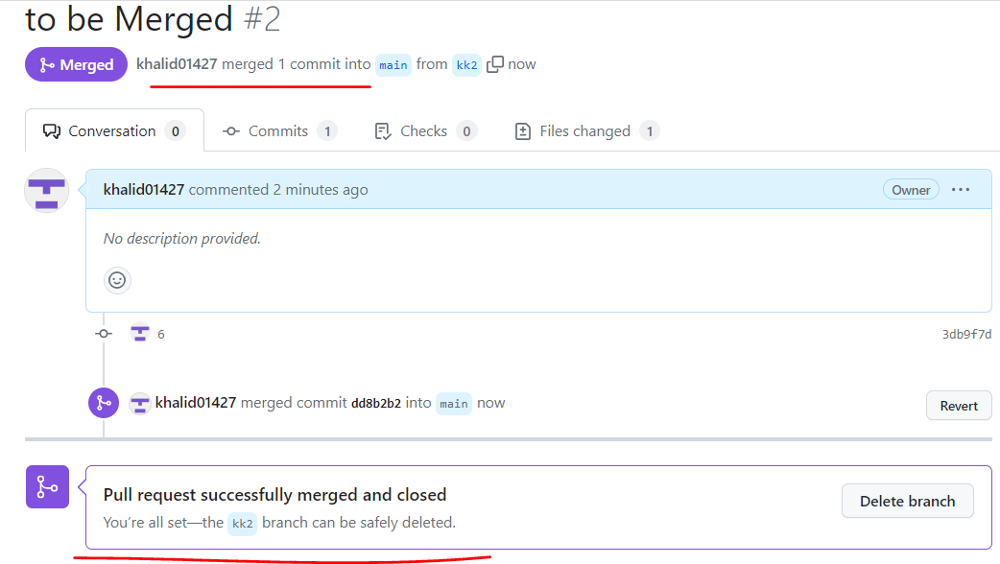 to be Merged #2
Merged khalid01427 merged 1 commit into main from kk2 now
Conversation 0 Commits 1 Checks 0 Files changed 1
khalid01427 commented 2 minutes ago Owner ...
No description provided.
6 3db9f7d
khalid01427 merged commit dd8b2b2 into main now Revert
Pull request successfully merged and closed
You're all set—the kk2 branch can be safely deleted.
Delete branch